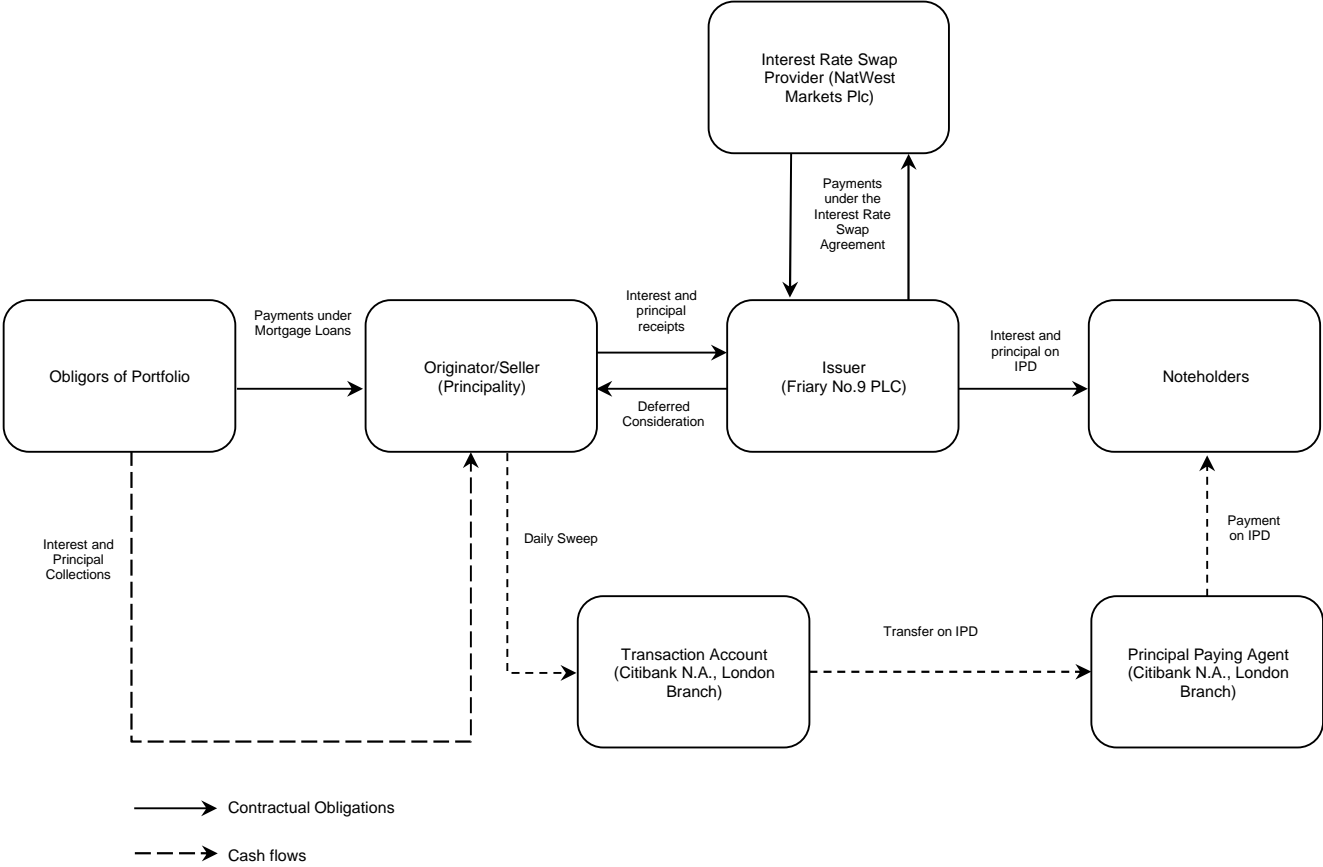 Interest Rate Swap
Provider (NatWest
Markets Plc)
Payments
under the
Interest Rate
Swap
Agreement
Obligors of Portfolio
Payments under
Mortgage Loans
Originator/Seller
(Principality)
Interest and
principal
receipts
Deferred
Consideration
Issuer
(Friary No.9 PLC)
Interest and
principal on
IPD
Noteholders
Interest and
Principal
Collections
Daily Sweep
Transaction Account
(Citibank N.A., London
Branch)
Transfer on IPD
Principal Paying Agent
(Citibank N.A., London
Branch)
Payment
on IPD
Contractual Obligations
Cash flows